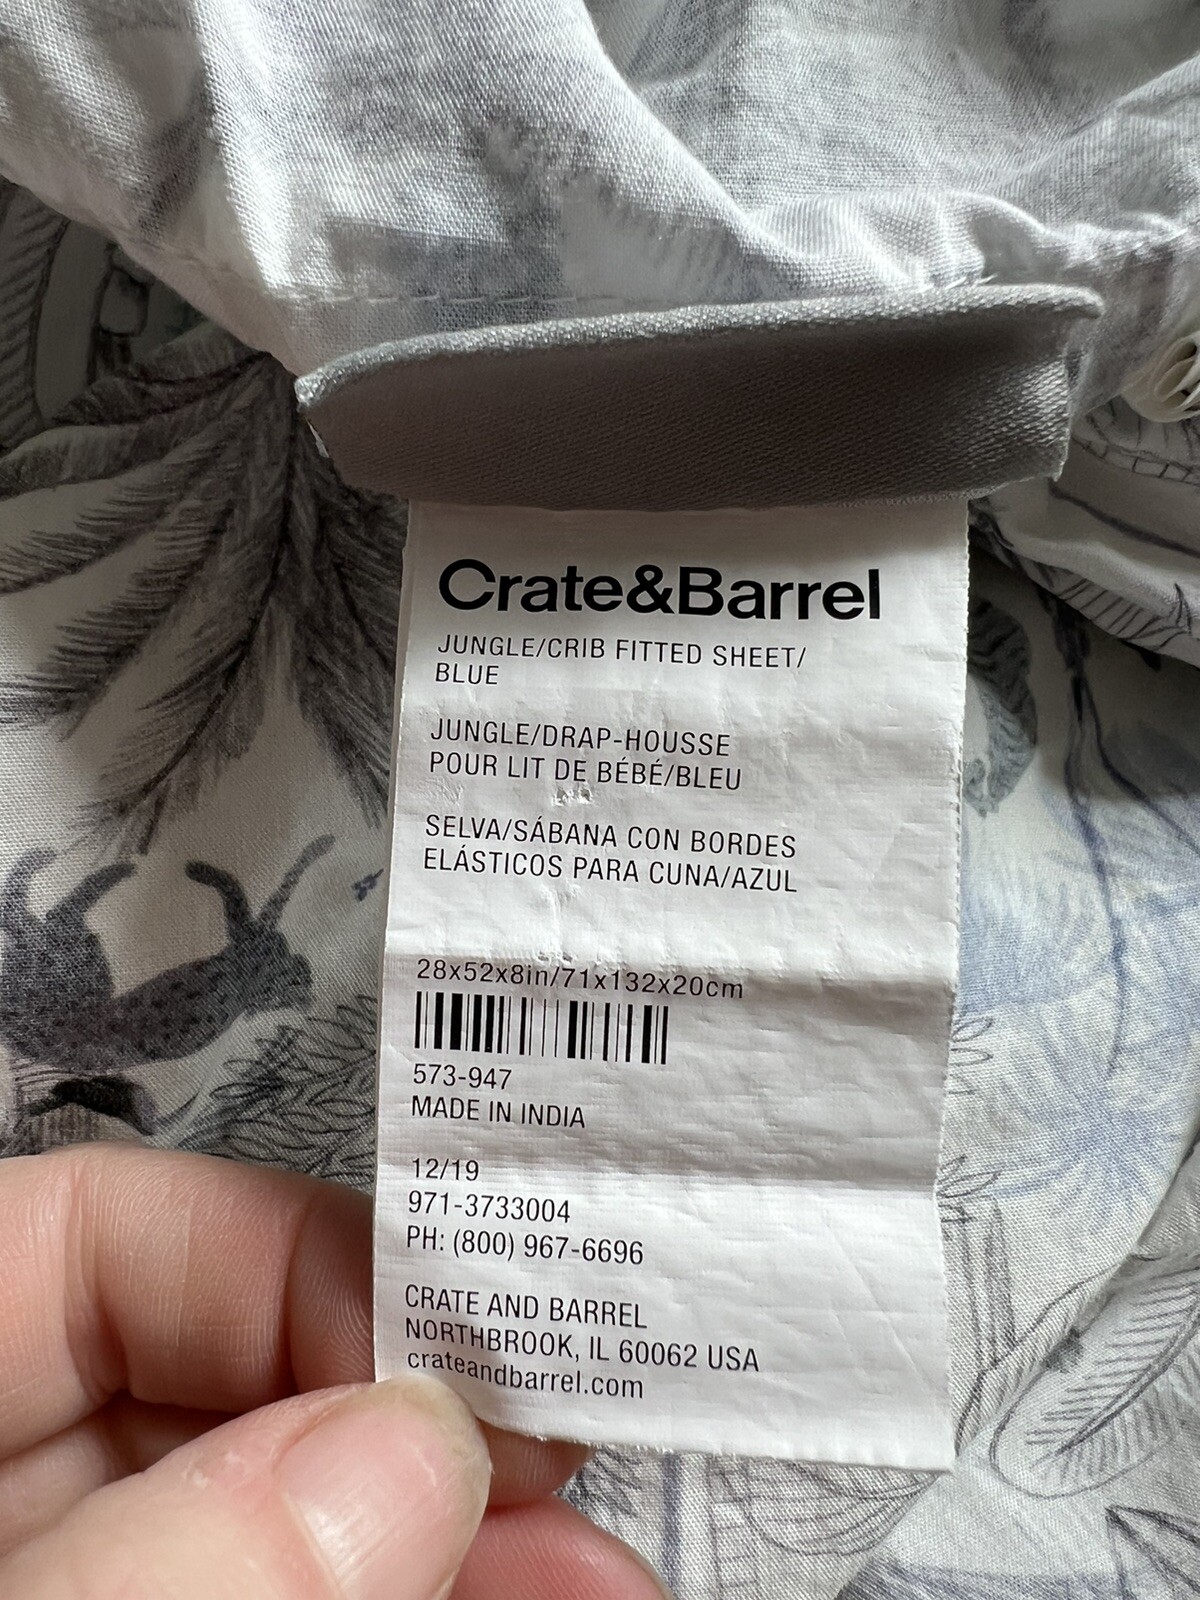 Crate&Barrel
JUNGLE/CRIB FITTED SHEET/
BLUE
JUNGLE/DRAP-HOUSSE
POUR LIT DE BÉBÉ/BLEU
SELVA/SÁBANA CON BORDES
ELÁSTICOS PARA CUNA/AZUL
28x52x8in/71x132x20cm
573-947
MADE IN INDIA
12/19
971-3733004
PH: (800) 967-6696
CRATE AND BARREL
NORTHBROOK, IL 60062 USA
crateandbarrel.com